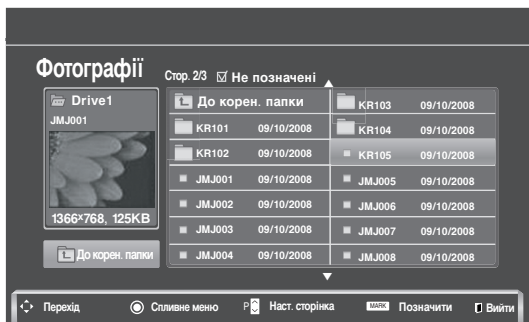 Фотографії
Стор. 2/3 ☑ Не позначені
Drive1
JMJ001
1366x768, 125KB
До корен. папки
До корен. папки
KR101 09/10/2008
KR102 09/10/2008
JMJ001 09/10/2008
JMJ002 09/10/2008
JMJ003 09/10/2008
JMJ004 09/10/2008
KR103 09/10/2008
KR104 09/10/2008
KR105 09/10/2008
JMJ005 09/10/2008
JMJ006 09/10/2008
JMJ007 09/10/2008
JMJ008 09/10/2008
Перехід Спливне меню P Наст. сторінка MARK Позначити Вийти